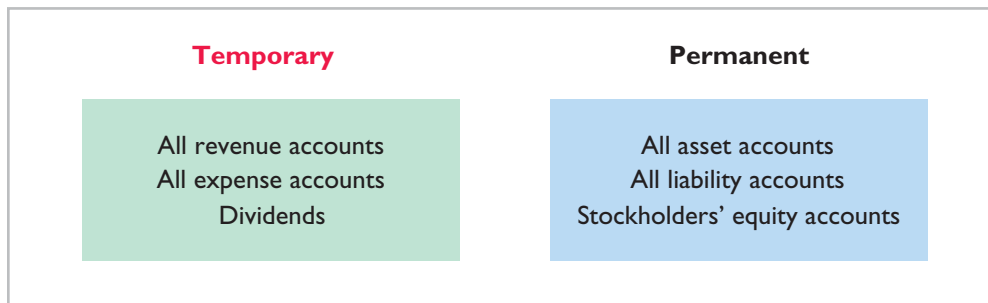 Temporary
All revenue accounts
All expense accounts
Dividends
Permanent
All asset accounts
All liability accounts
Stockholders’ equity accounts